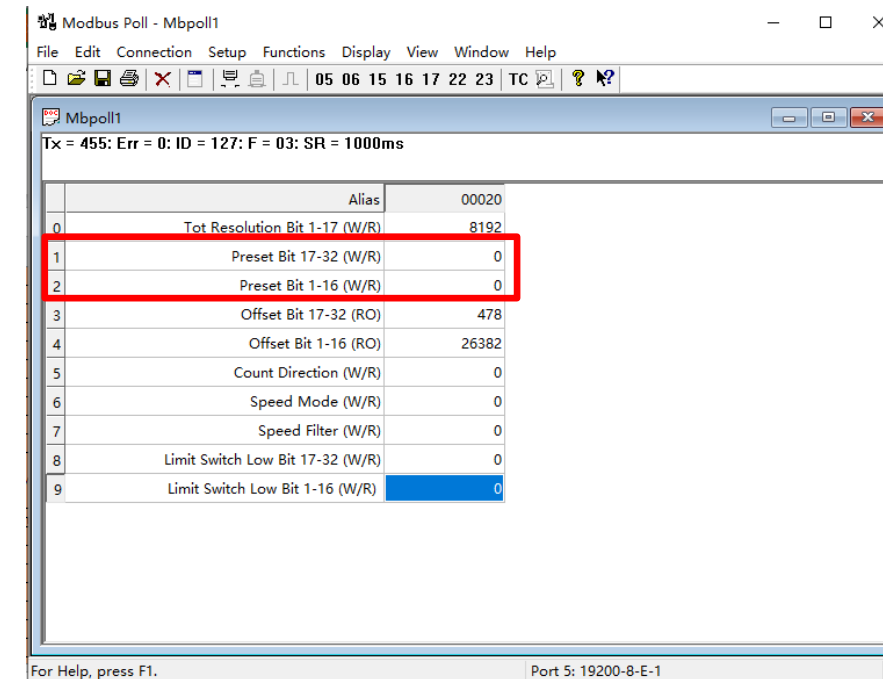 Modbus Poll - Mbpoll1
File Edit Connection Setup Functions Display View Window Help
05 06 15 16 17 22 23 TC
Mbpoll1
Tx = 455: Err = 0: ID = 127: F = 03: SR = 1000ms
Alias 00020
0 Tot Resolution Bit 1-17 (W/R) 8192
1 Preset Bit 17-32 (W/R) 0
2 Preset Bit 1-16 (W/R) 0
3 Offset Bit 17-32 (RO) 478
4 Offset Bit 1-16 (RO) 26382
5 Count Direction (W/R) 0
6 Speed Mode (W/R) 0
7 Speed Filter (W/R) 0
8 Limit Switch Low Bit 17-32 (W/R) 0
9 Limit Switch Low Bit 1-16 (W/R) 0
For Help, press F1. Port 5: 19200-8-E-1